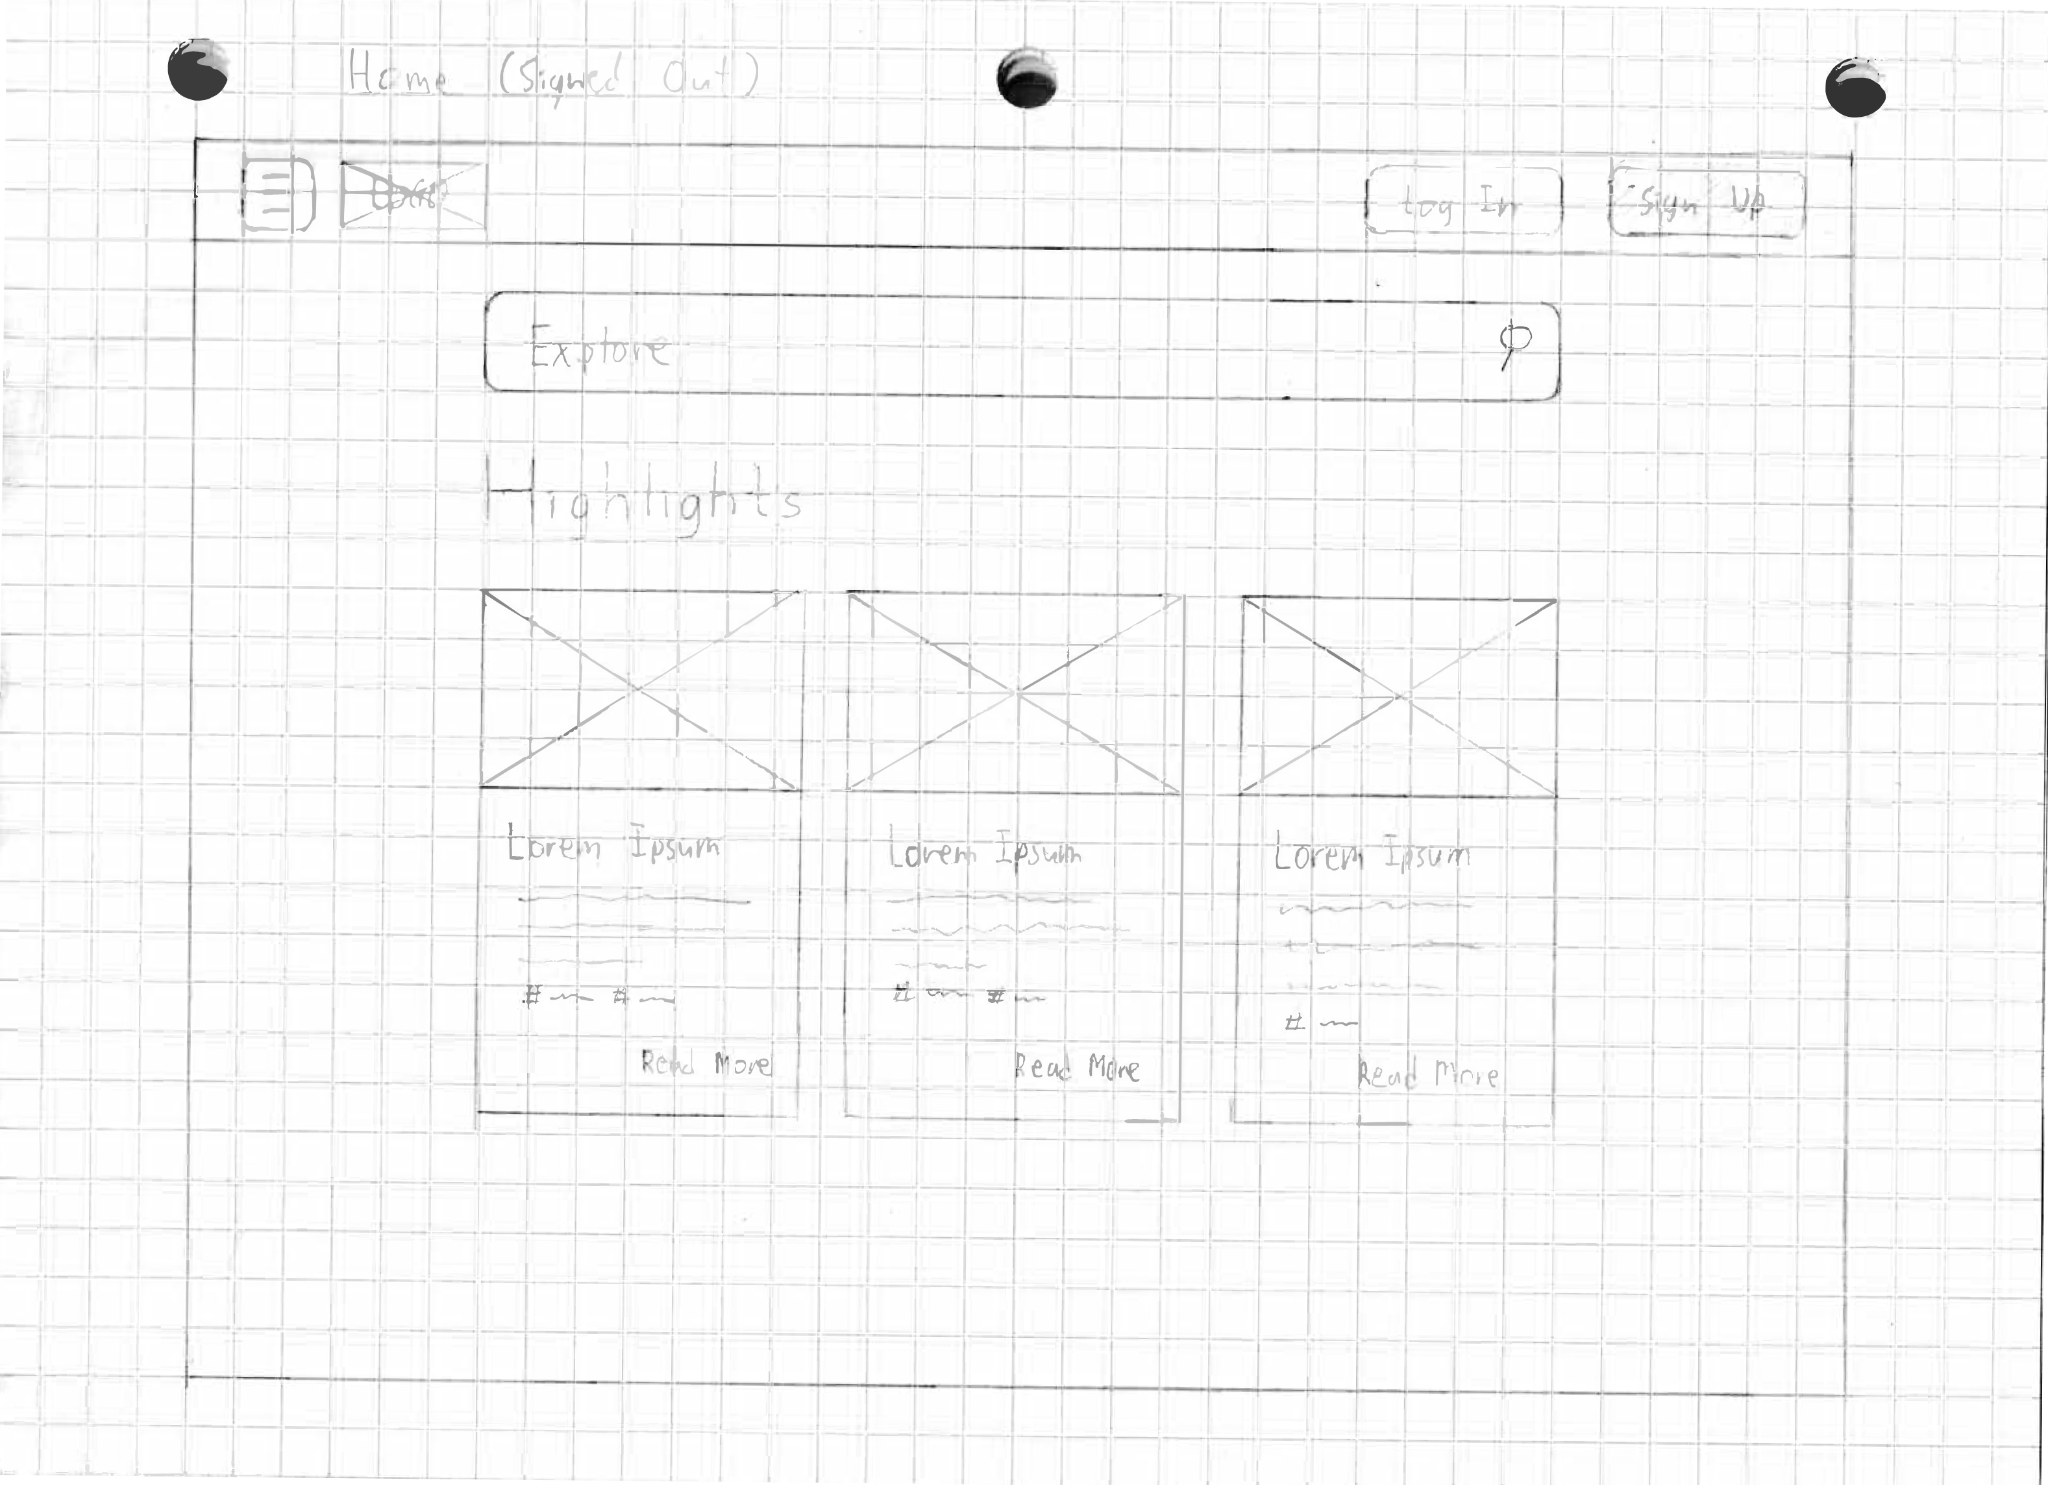 Home (Signed Out)
Logo
Log In
Sign Up
Explore
Highlights
Lorem Ipsum
# #
Read More
Lorem Ipsum
# #
Read More
Lorem Ipsum
#
Read More